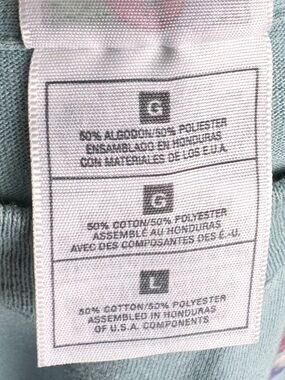 G
50% ALGODON/50% POLIESTER
ENSAMBLADO EN HONDURAS
CON MATERIALES DE LOS E.U.A.
G
50% COTON/50% POLYESTER
ASSEMBLÉ AU HONDURAS
AVEC DES COMPOSANTES DES É.-U.
L
50% COTTON/50% POLYESTER
ASSEMBLED IN HONDURAS
OF U.S.A. COMPONENTS